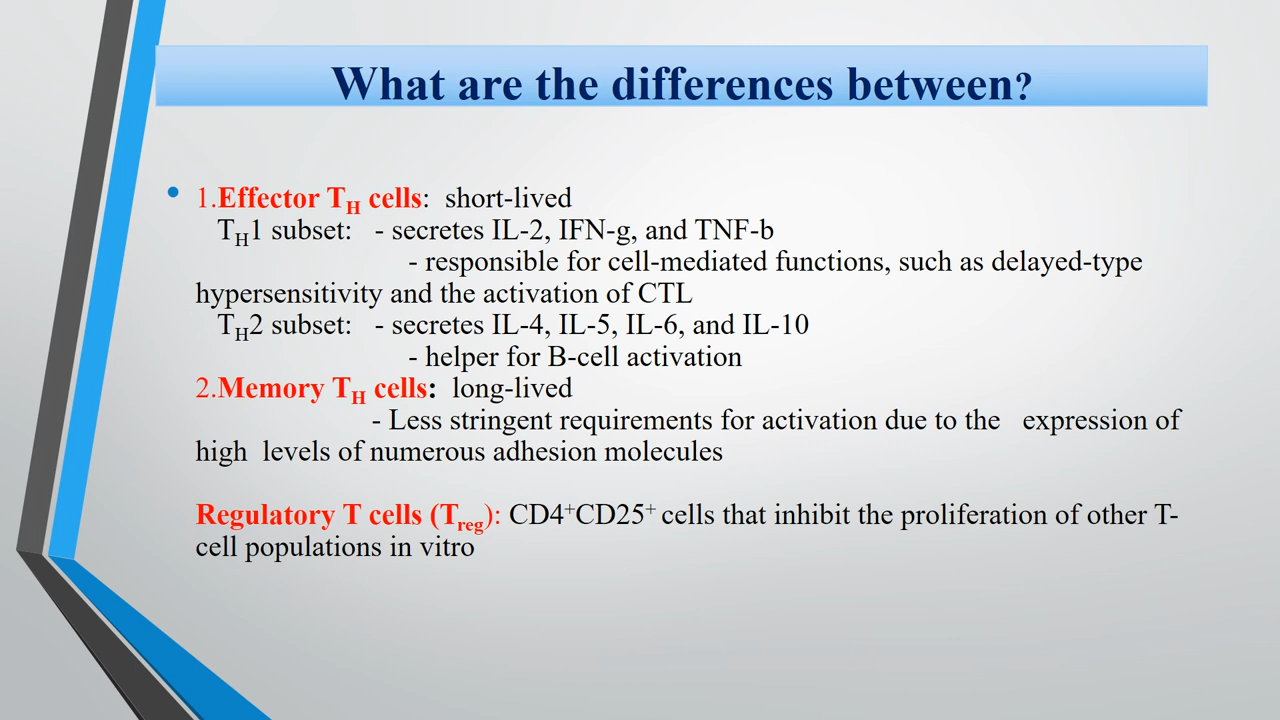 What are the differences between?
• 1.Effector TH cells: short-lived
TH1 subset: - secretes IL-2, IFN-g, and TNF-b
- responsible for cell-mediated functions, such as delayed-type
hypersensitivity and the activation of CTL
TH2 subset: - secretes IL-4, IL-5, IL-6, and IL-10
- helper for B-cell activation
2.Memory TH cells: long-lived
- Less stringent requirements for activation due to the expression of
high levels of numerous adhesion molecules
Regulatory T cells (Treg): CD4+CD25+ cells that inhibit the proliferation of other T-
cell populations in vitro